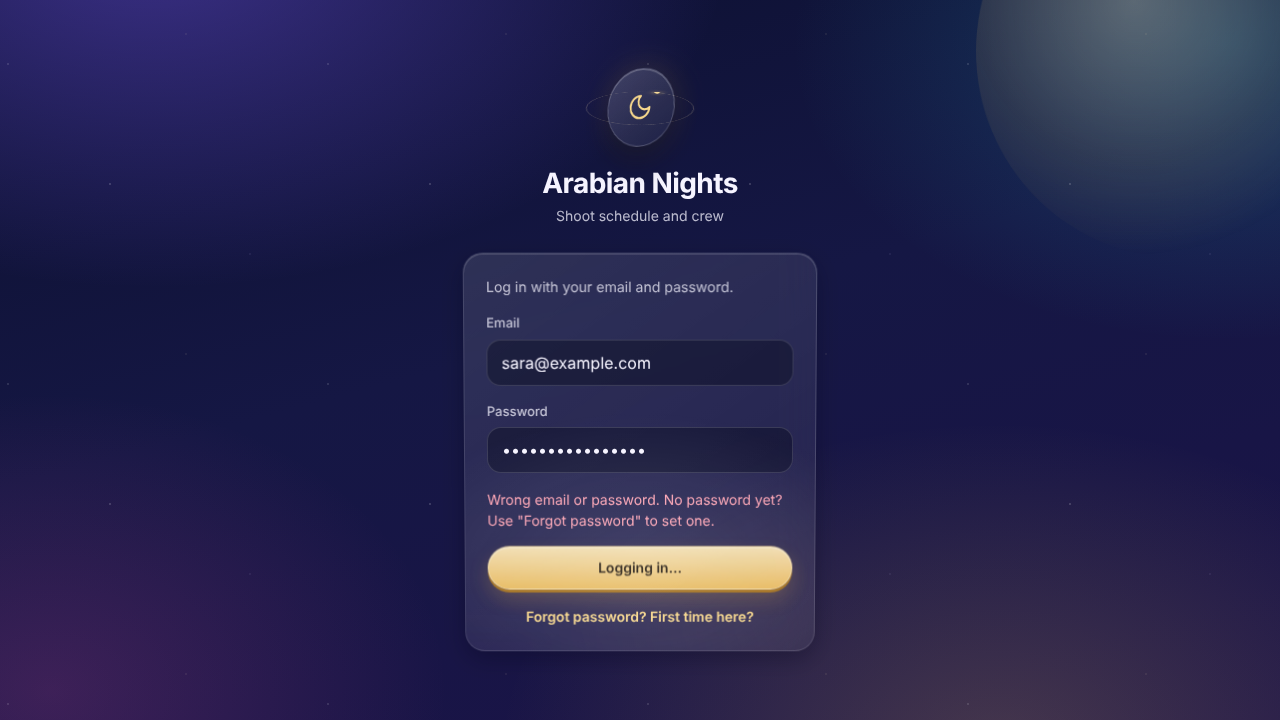 Arabian Nights
Shoot schedule and crew
Log in with your email and password.
Email
sara@example.com
Password
••••••••••••••••
Wrong email or password. No password yet?
Use "Forgot password" to set one.
Logging in...
Forgot password? First time here?